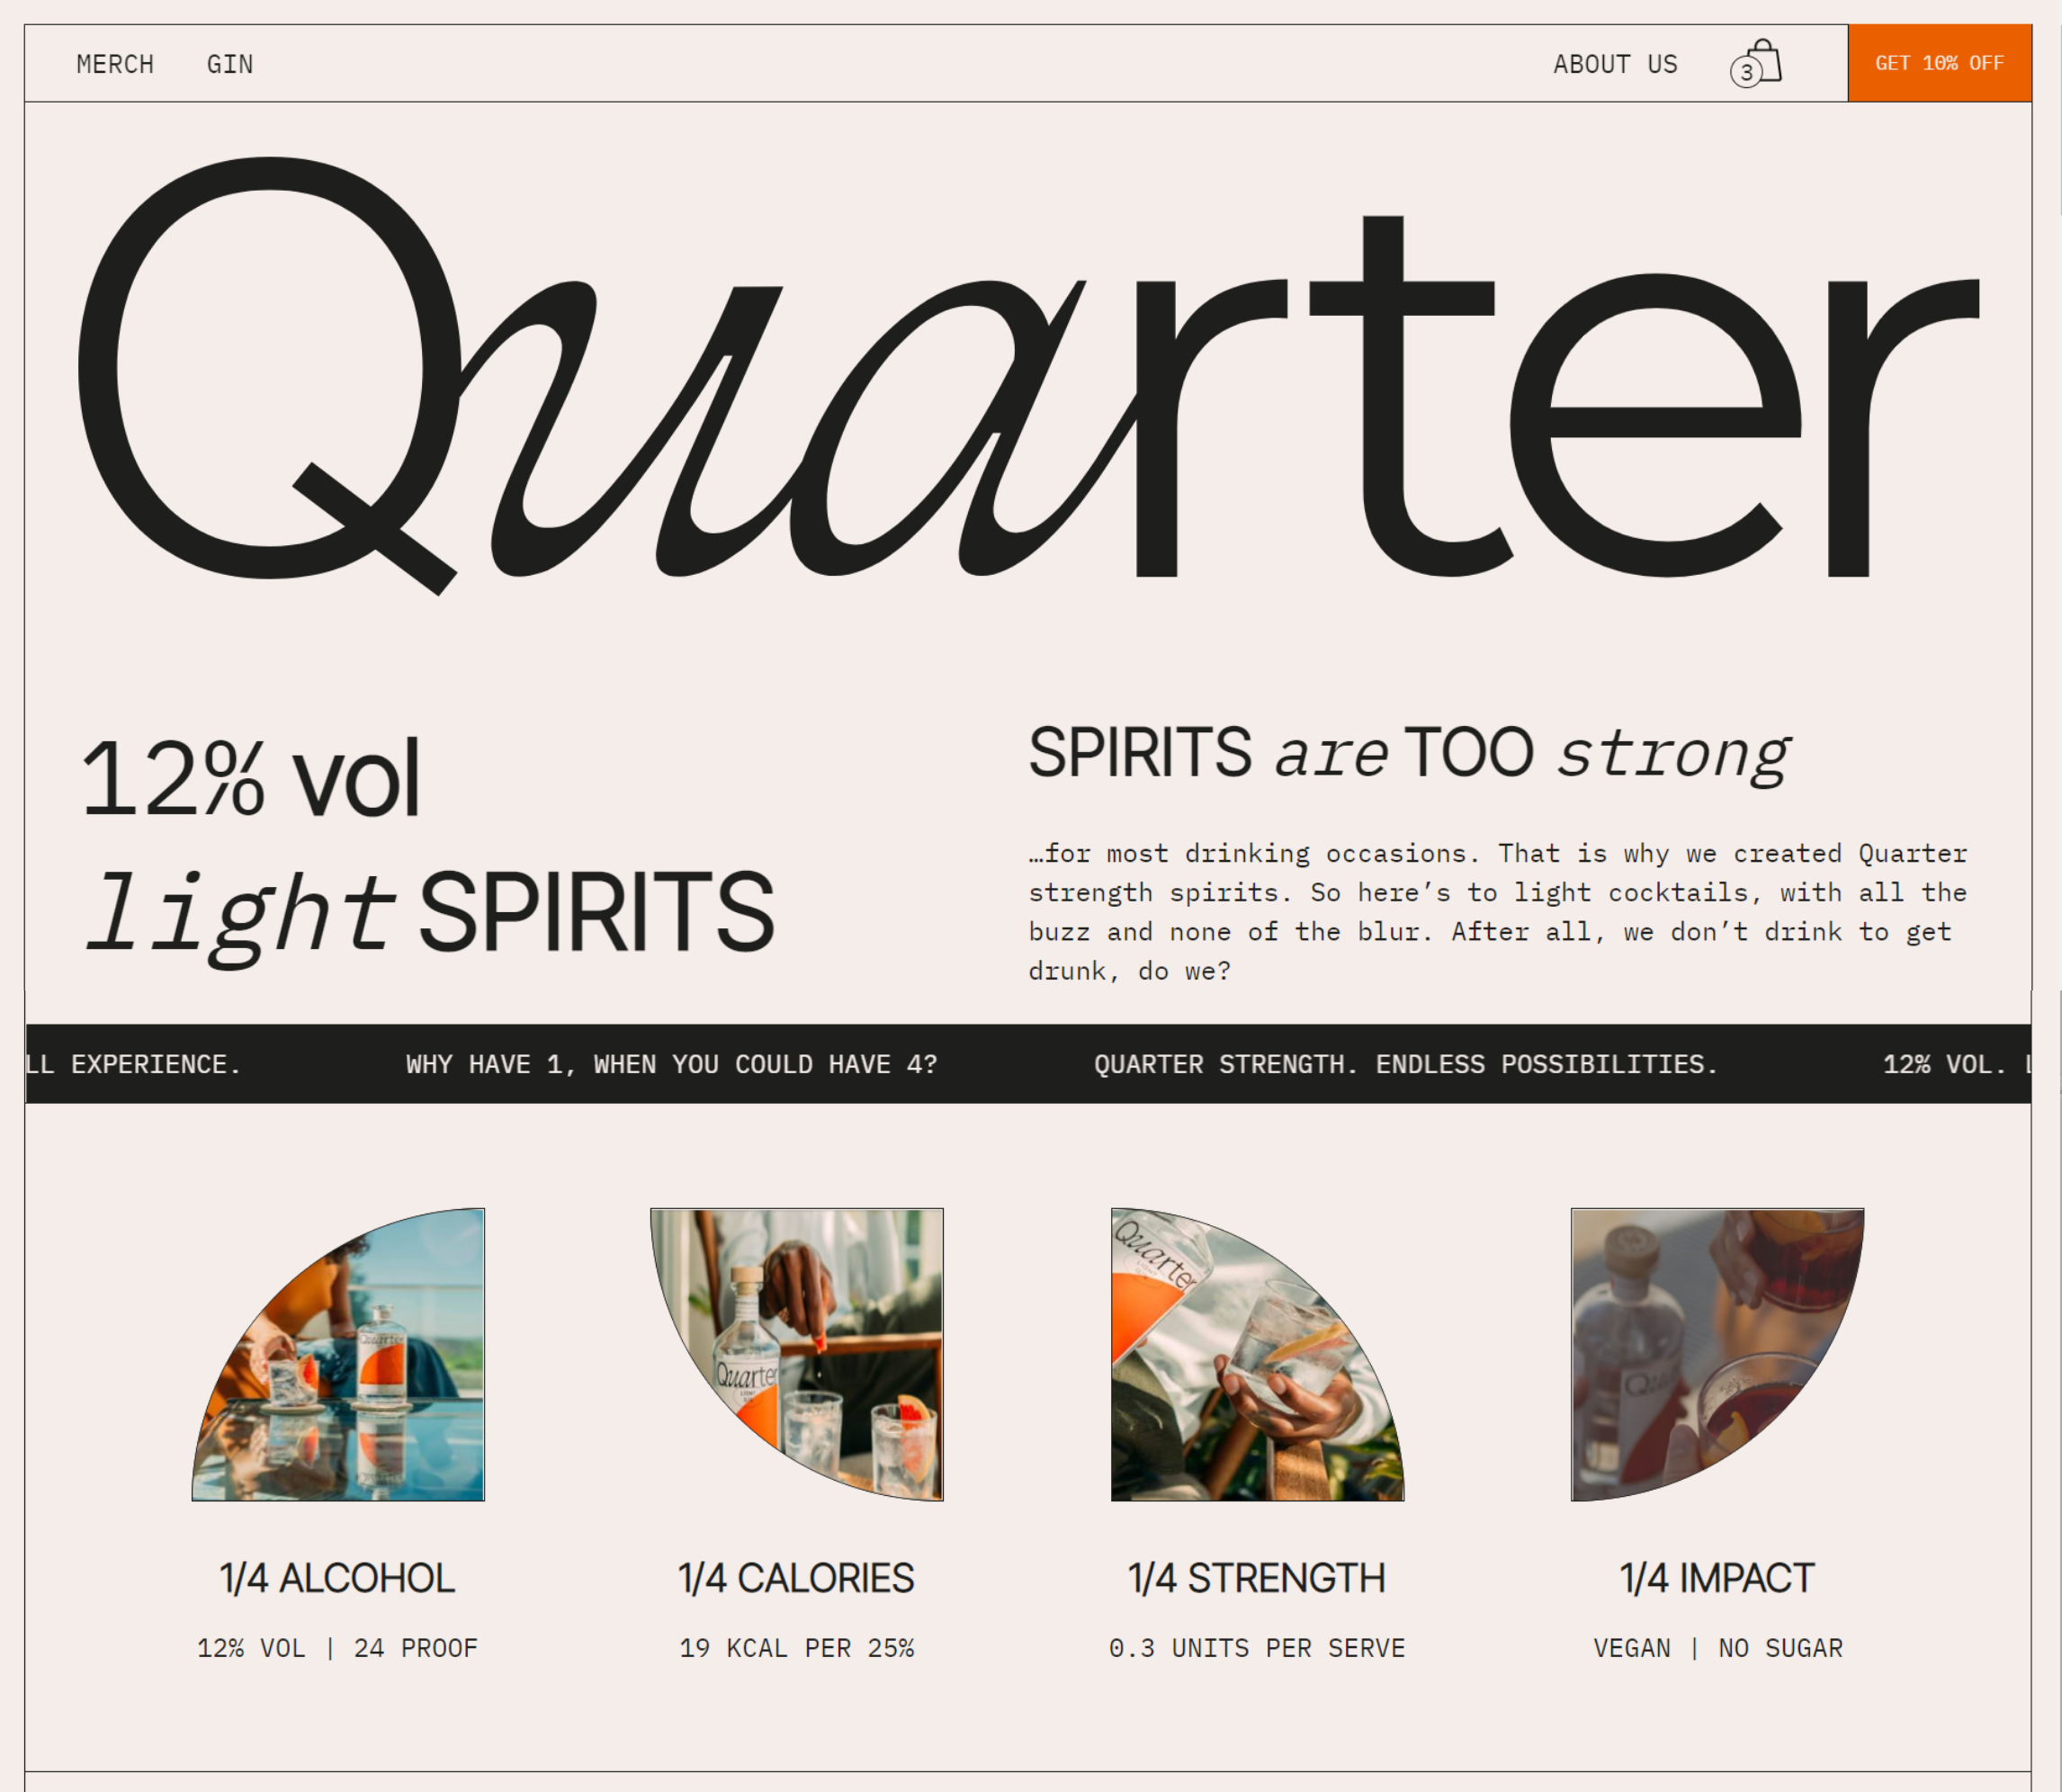 MERCH GIN ABOUT US 3 GET 10% OFF
Quarter
12% vol
light SPIRITS
SPIRITS are TOO strong
…for most drinking occasions. That is why we created Quarter
strength spirits. So here’s to light cocktails, with all the
buzz and none of the blur. After all, we don’t drink to get
drunk, do we?
LL EXPERIENCE. WHY HAVE 1, WHEN YOU COULD HAVE 4? QUARTER STRENGTH. ENDLESS POSSIBILITIES. 12% VOL. L
Quarter
Quarter
LIGHT
Quarter
Qua
1/4 ALCOHOL
12% VOL | 24 PROOF
1/4 CALORIES
19 KCAL PER 25%
1/4 STRENGTH
0.3 UNITS PER SERVE
1/4 IMPACT
VEGAN | NO SUGAR